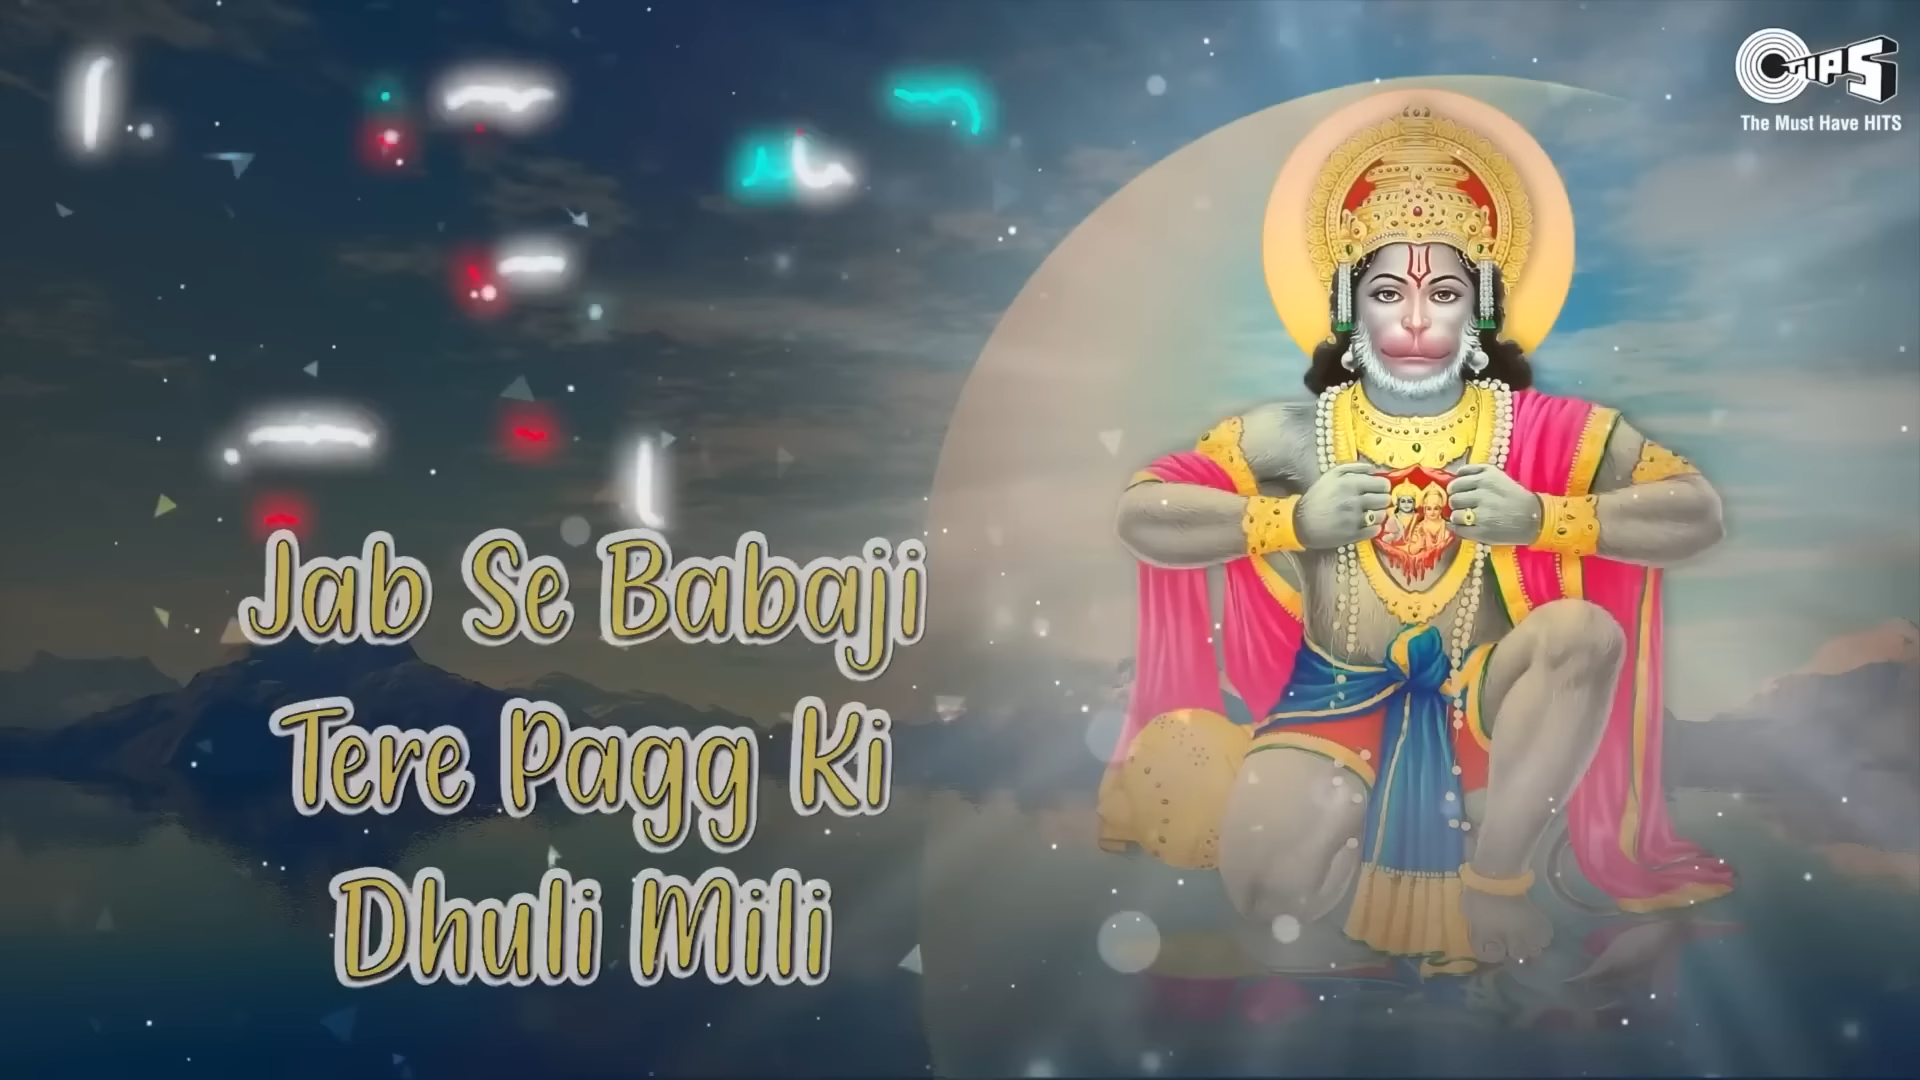 TIPS
The Must Have HITS
Jab Se Babaji
Tere Pagg Ki
Dhuli Mili